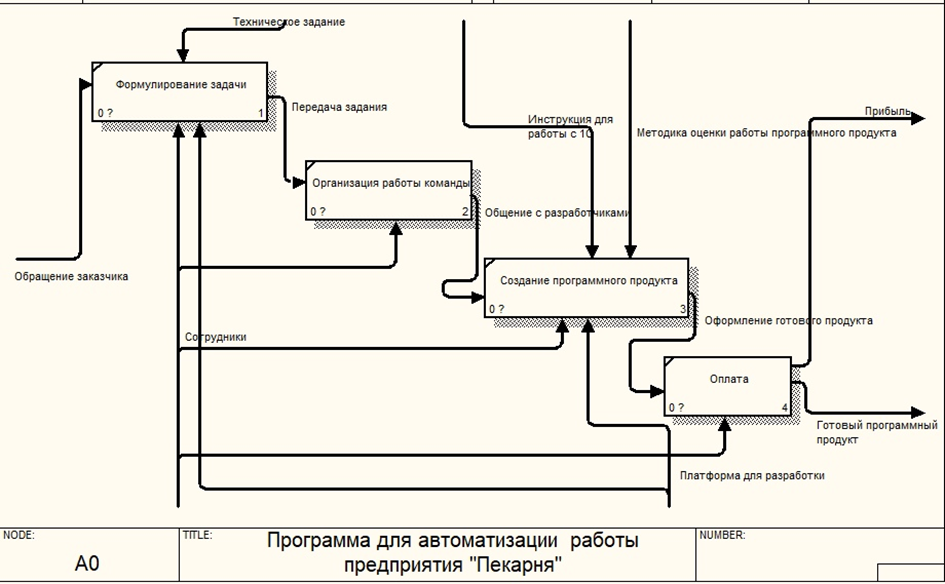 Техническое задание
Формулирование задачи
0 ?
1
Передача задания
Инструкция для
работы с 1С
Методика оценки работы программного продукта
Прибыль
Организация работы команды
0 ?
2
Общение с разработчиками
Обращение заказчика
Создание программного продукта
0 ?
3
Оформление готового продукта
Сотрудники
Оплата
0 ?
4
Готовый программный
продукт
Платформа для разработки
NODE:
A0
TITLE:
Программа для автоматизации работы
предприятия "Пекарня"
NUMBER: